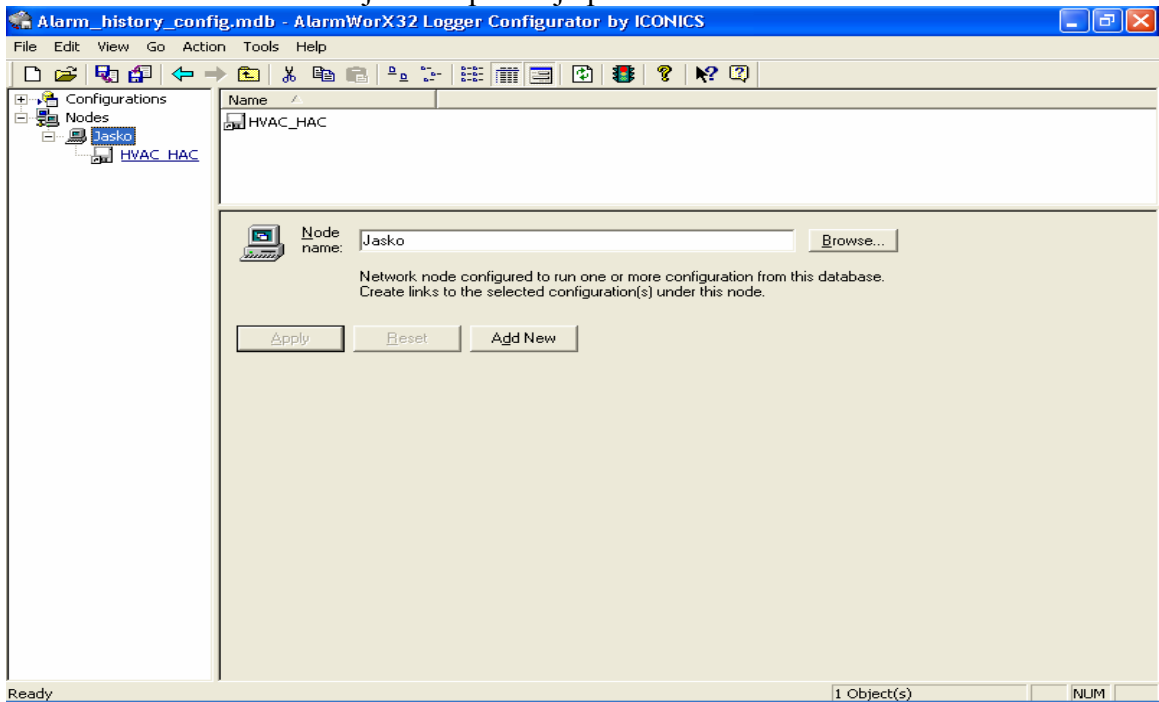 Alarm_history_config.mdb - AlarmWorX32 Logger Configurator by ICONICS
File Edit View Go Action Tools Help
Configurations
Nodes
Jasko
HVAC_HAC
Name
HVAC_HAC
Node name:
Jasko
Browse...
Network node configured to run one or more configuration from this database.
Create links to the selected configuration(s) under this node.
Apply Reset Add New
Ready 1 Object(s) NUM